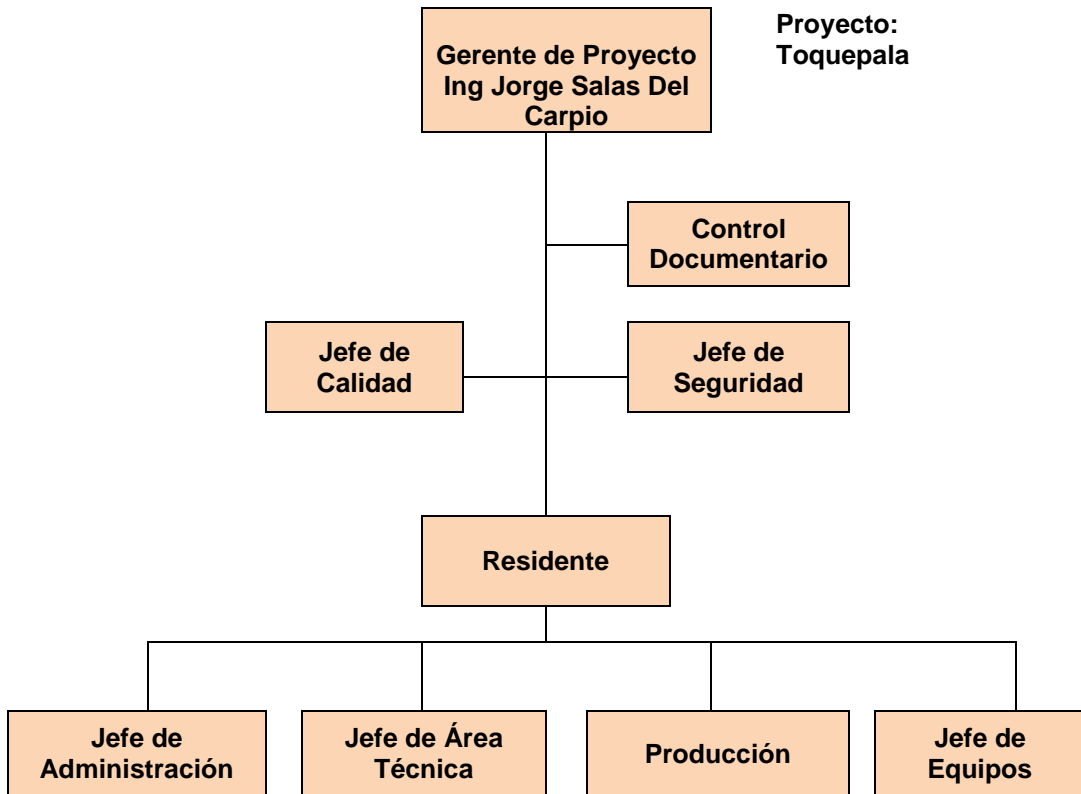 Proyecto:
Toquepala
Gerente de Proyecto
Ing Jorge Salas Del
Carpio
Control
Documentario
Jefe de
Calidad
Jefe de
Seguridad
Residente
Jefe de
Administración
Jefe de Área
Técnica
Producción
Jefe de
Equipos